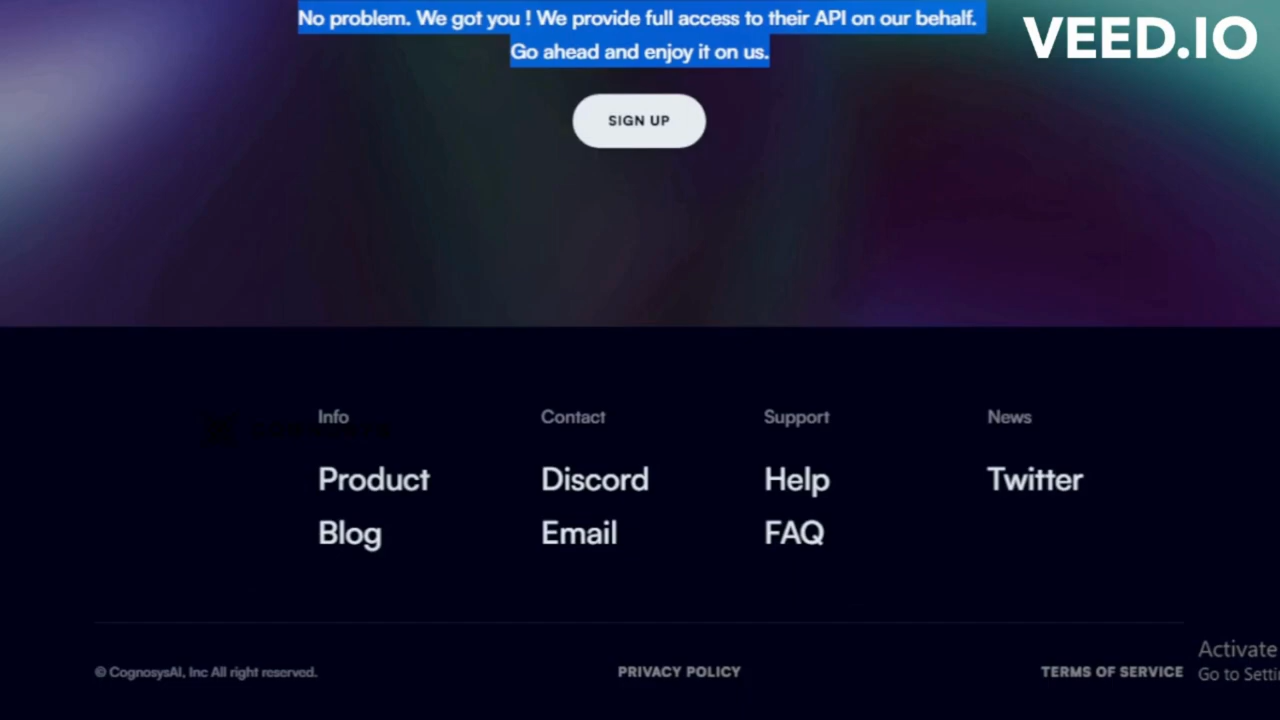 No problem. We got you ! We provide full access to their API on our behalf.
Go ahead and enjoy it on us.
VEED.IO
SIGN UP
Info
Contact
Support
News
Product
Discord
Help
Twitter
Blog
Email
FAQ
© CognosysAI, Inc All right reserved.
PRIVACY POLICY
TERMS OF SERVICE
Activate
Go to Setti